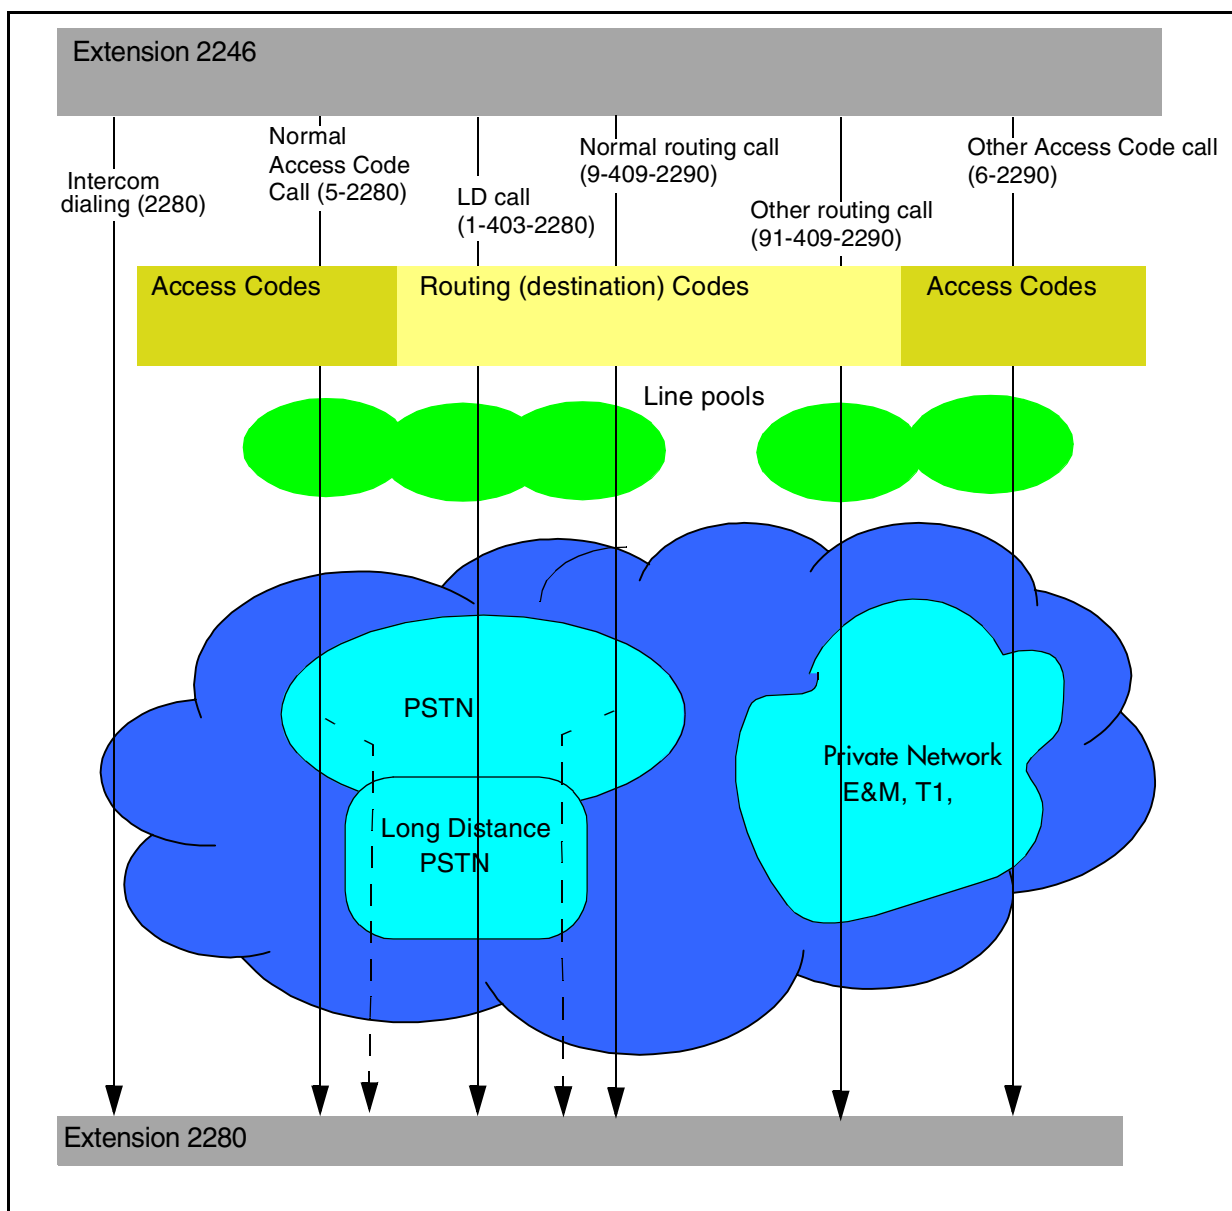 Extension 2246
Intercom
dialing (2280)
Normal
Access Code
Call (5-2280)
LD call
(1-403-2280)
Normal routing call
(9-409-2290)
Other routing call
(91-409-2290)
Other Access Code call
(6-2290)
Access Codes
Routing (destination) Codes
Access Codes
Line pools
PSTN
Long Distance
PSTN
Private Network
E&M, T1,
Extension 2280